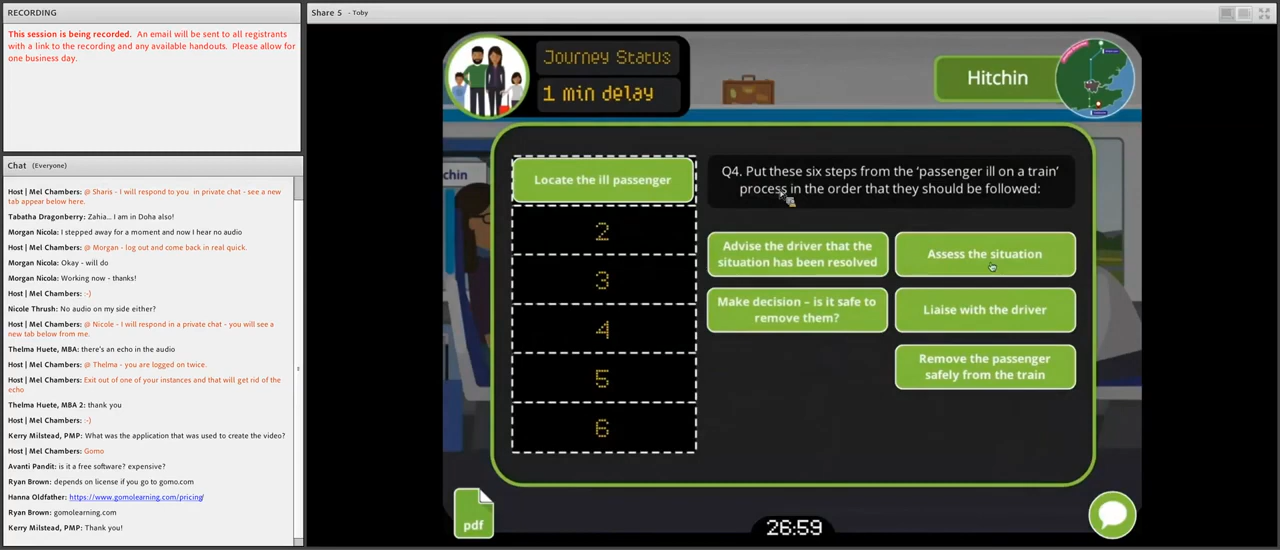 RECORDING
This session is being recorded. An email will be sent to all registrants
with a link to the recording and any available handouts. Please allow for
one business day.
Chat (Everyone)
Host | Mel Chambers: @ Sharis - I will respond to you in private chat - see a new
tab appear below here.
Tabatha Dragonberry: Zahia... I am in Doha also!
Morgan Nicola: I stepped away for a moment and now I hear no audio
Host | Mel Chambers: @ Morgan - log out and come back in real quick.
Morgan Nicola: Okay - will do
Morgan Nicola: Working now - thanks!
Host | Mel Chambers: :-)
Nicole Thrush: No audio on my side either?
Host | Mel Chambers: @ Nicole - I will respond in a private chat - you will see a
new tab below from me.
Thelma Huete, MBA: there's an echo in the audio
Host | Mel Chambers: @ Thelma - you are logged on twice.
Host | Mel Chambers: Exit out of one of your instances and that will get rid of the
echo
Thelma Huete, MBA 2: thank you
Host | Mel Chambers: :-)
Kerry Milstead, PMP: What was the application that was used to create the video?
Host | Mel Chambers: Gomo
Avanti Pandit: is it a free software? expensive?
Ryan Brown: depends on license if you go to gomo.com
Hanna Oldfather: https://www.gomolearning.com/pricing/
Ryan Brown: gomolearning.com
Kerry Milstead, PMP: Thank you!
Share 5 - Toby
Journey Status
1 min delay
Hitchin
chin
Locate the ill passenger
2
3
4
5
6
Q4. Put these six steps from the 'passenger ill on a train'
process in the order that they should be followed:
Advise the driver that the
situation has been resolved
Assess the situation
Make decision – is it safe to
remove them?
Liaise with the driver
Remove the passenger
safely from the train
pdf
26:59